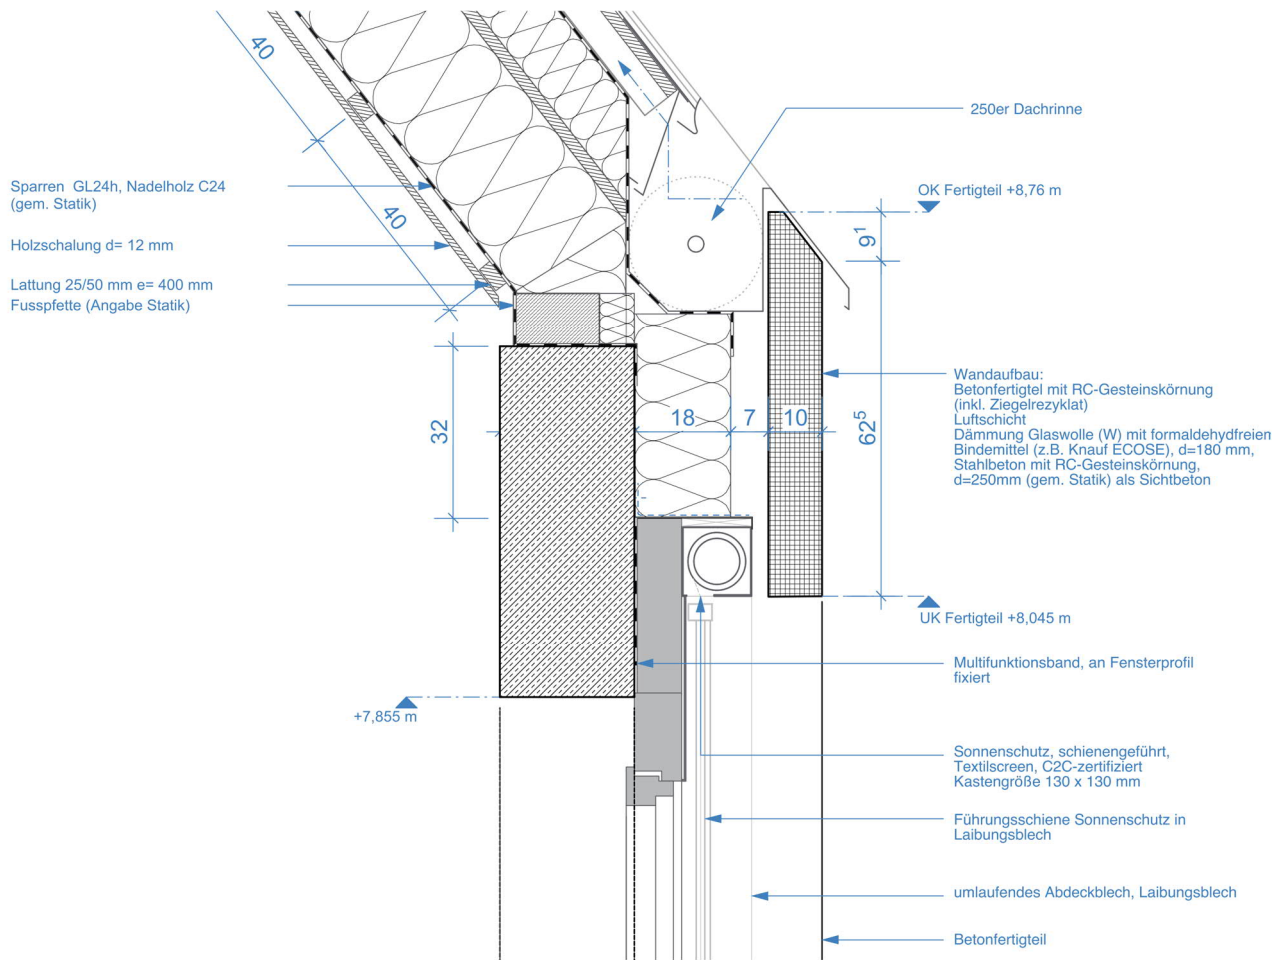 40
250er Dachrinne
Sparren  GL24h, Nadelholz C24
(gem. Statik)
OK Fertigteil +8,76 m
40
Holzschalung d= 12 mm
9¹
Lattung 25/50 mm e= 400 mm
Fusspfette (Angabe Statik)
Wandaufbau:
Betonfertigtel mit RC-Gesteinskörnung
(inkl. Ziegelrezyklat)
Luftschicht
Dämmung Glaswolle (W) mit formaldehydfreien
Bindemittel (z.B. Knauf ECOSE), d=180 mm,
Stahlbeton mit RC-Gesteinskörnung,
d=250mm (gem. Statik) als Sichtbeton
32
18
7
10
62⁵
UK Fertigteil +8,045 m
Multifunktionsband, an Fensterprofil
fixiert
+7,855 m
Sonnenschutz, schienengeführt,
Textilscreen, C2C-zertifiziert
Kastengröße 130 x 130 mm
Führungsschiene Sonnenschutz in
Laibungsblech
umlaufendes Abdeckblech, Laibungsblech
Betonfertigteil